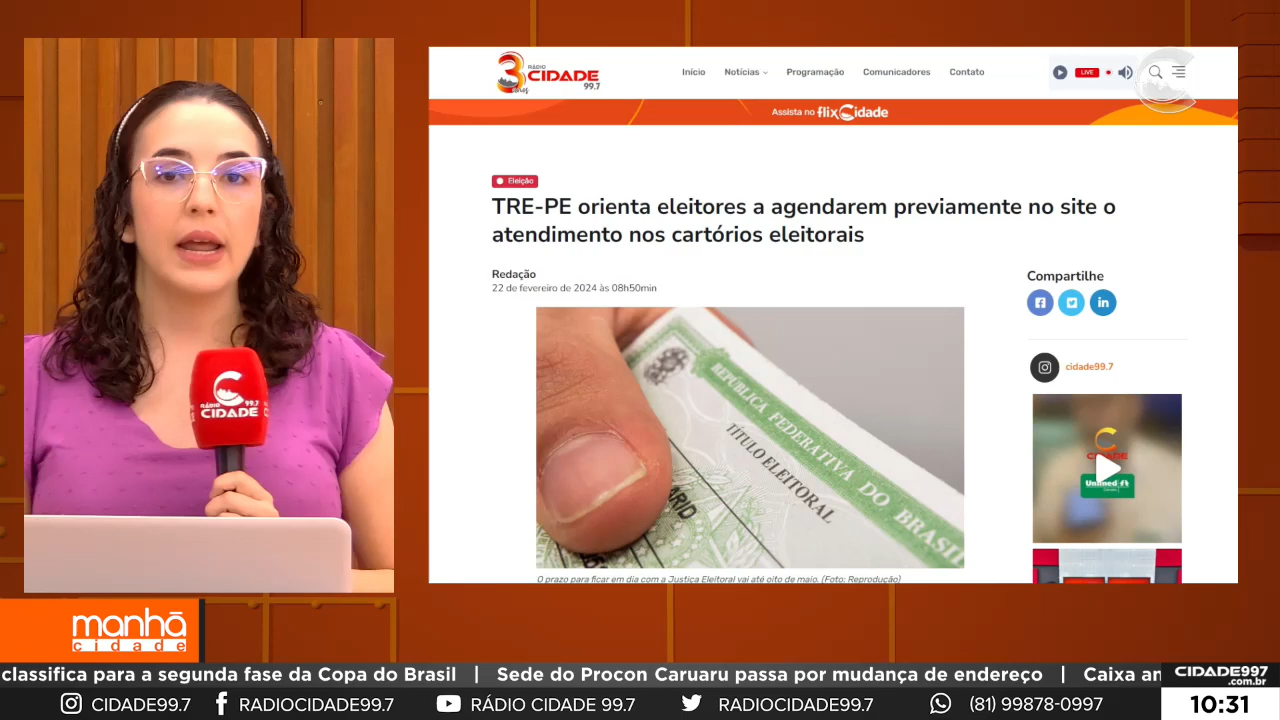 RÁDIO
CIDADE
99.7
Início
Notícias
Programação
Comunicadores
Contato
LIVE
Assista no flixCidade
Eleição
TRE-PE orienta eleitores a agendarem previamente no site o
atendimento nos cartórios eleitorais
Redação
22 de fevereiro de 2024 às 08h50min
Compartilhe
cidade99.7
REPÚBLICA FEDERATIVA DO BRASIL
TÍTULO ELEITORAL
CIDADE
Unimed
O prazo para ficar em dia com a Justiça Eleitoral vai até oito de maio. (Foto: Reprodução)
RÁDIO 99.7
CIDADE
manhã
cidade
classifica para a segunda fase da Copa do Brasil | Sede do Procon Caruaru passa por mudança de endereço | Caixa an
CIDADE997
.com.br
CIDADE99.7
RADIOCIDADE99.7
RÁDIO CIDADE 99.7
RADIOCIDADE99.7
(81) 99878-0997
10:31